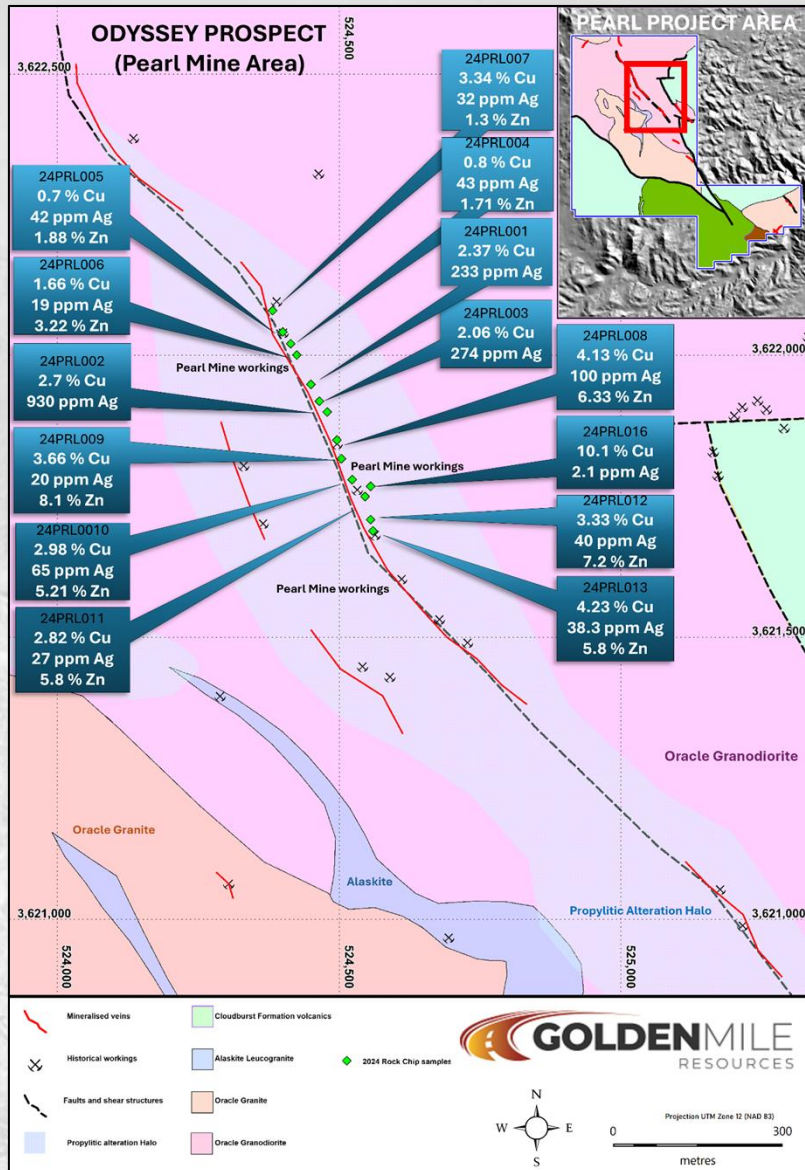 ODYSSEY PROSPECT
(Pearl Mine Area)
PEARL PROJECT AREA
524,500
3,622,500
24PRL007
3.34 % Cu
32 ppm Ag
1.3 % Zn
24PRL004
0.8 % Cu
43 ppm Ag
1.71 % Zn
24PRL005
0.7 % Cu
42 ppm Ag
1.88 % Zn
24PRL001
2.37 % Cu
233 ppm Ag
24PRL006
1.66 % Cu
19 ppm Ag
3.22 % Zn
24PRL003
2.06 % Cu
274 ppm Ag
24PRL008
4.13 % Cu
100 ppm Ag
6.33 % Zn
3,622,000
Pearl Mine workings
24PRL002
2.7 % Cu
930 ppm Ag
24PRL009
3.66 % Cu
20 ppm Ag
8.1 % Zn
Pearl Mine workings
24PRL016
10.1 % Cu
2.1 ppm Ag
24PRL012
3.33 % Cu
40 ppm Ag
7.2 % Zn
24PRL0010
2.98 % Cu
65 ppm Ag
5.21 % Zn
Pearl Mine workings
24PRL013
4.23 % Cu
38.3 ppm Ag
5.8 % Zn
24PRL011
2.82 % Cu
27 ppm Ag
5.8 % Zn
3,621,500
Oracle Granodiorite
Oracle Granite
Alaskite
Propylitic Alteration Halo
3,621,000
3,621,000
524,000
524,500
525,000
Mineralised veins
Cloudburst Formation volcanics
Historical workings
Alaskite Leucogranite
2024 Rock Chip samples
Faults and shear structures
Oracle Granite
Propylitic alteration Halo
Oracle Granodiorite
GOLDENMILE
RESOURCES
N
W E
S
Projection UTM Zone 12 (NAD 83)
0 300
metres